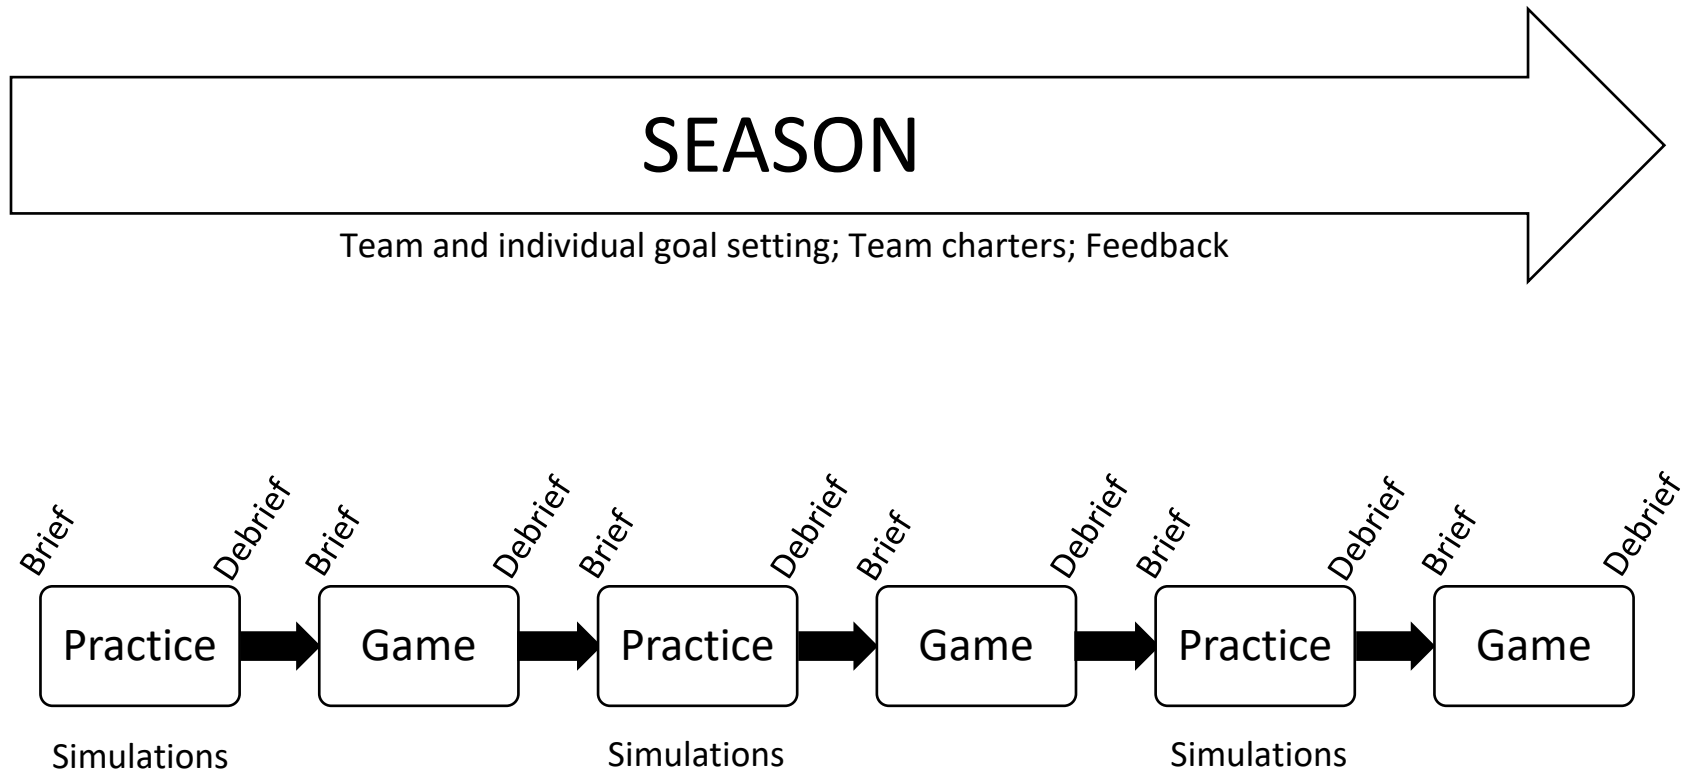 SEASON
Team and individual goal setting; Team charters; Feedback
Brief Debrief Brief Debrief Brief Debrief Brief Debrief Brief Debrief Brief Debrief
Practice Game Practice Game Practice Game
Simulations Simulations Simulations